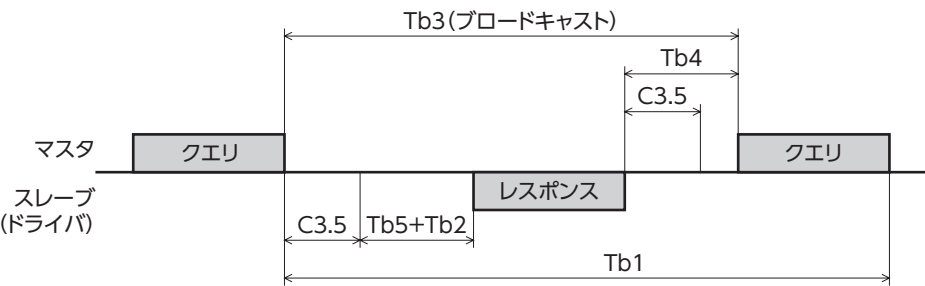 Tb3（ブロードキャスト）
Tb4
C3.5
マスタ
クエリ
クエリ
スレーブ
（ドライバ）
レスポンス
C3.5
Tb5+Tb2
Tb1